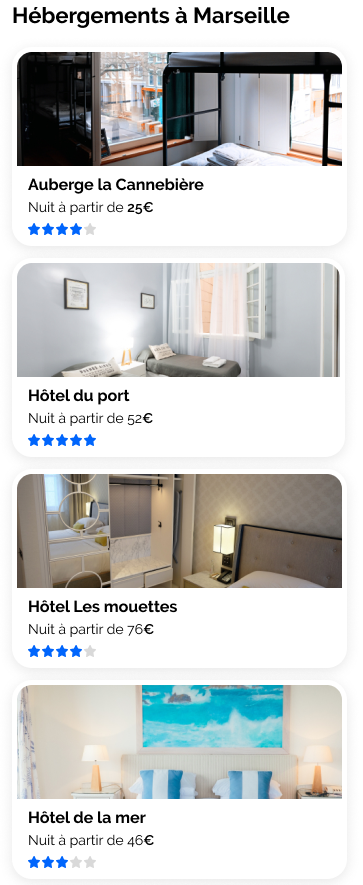 Hébergements à Marseille
Auberge la Cannebière
Nuit à partir de 25€
Hôtel du port
Nuit à partir de 52€
Hôtel Les mouettes
Nuit à partir de 76€
Hôtel de la mer
Nuit à partir de 46€